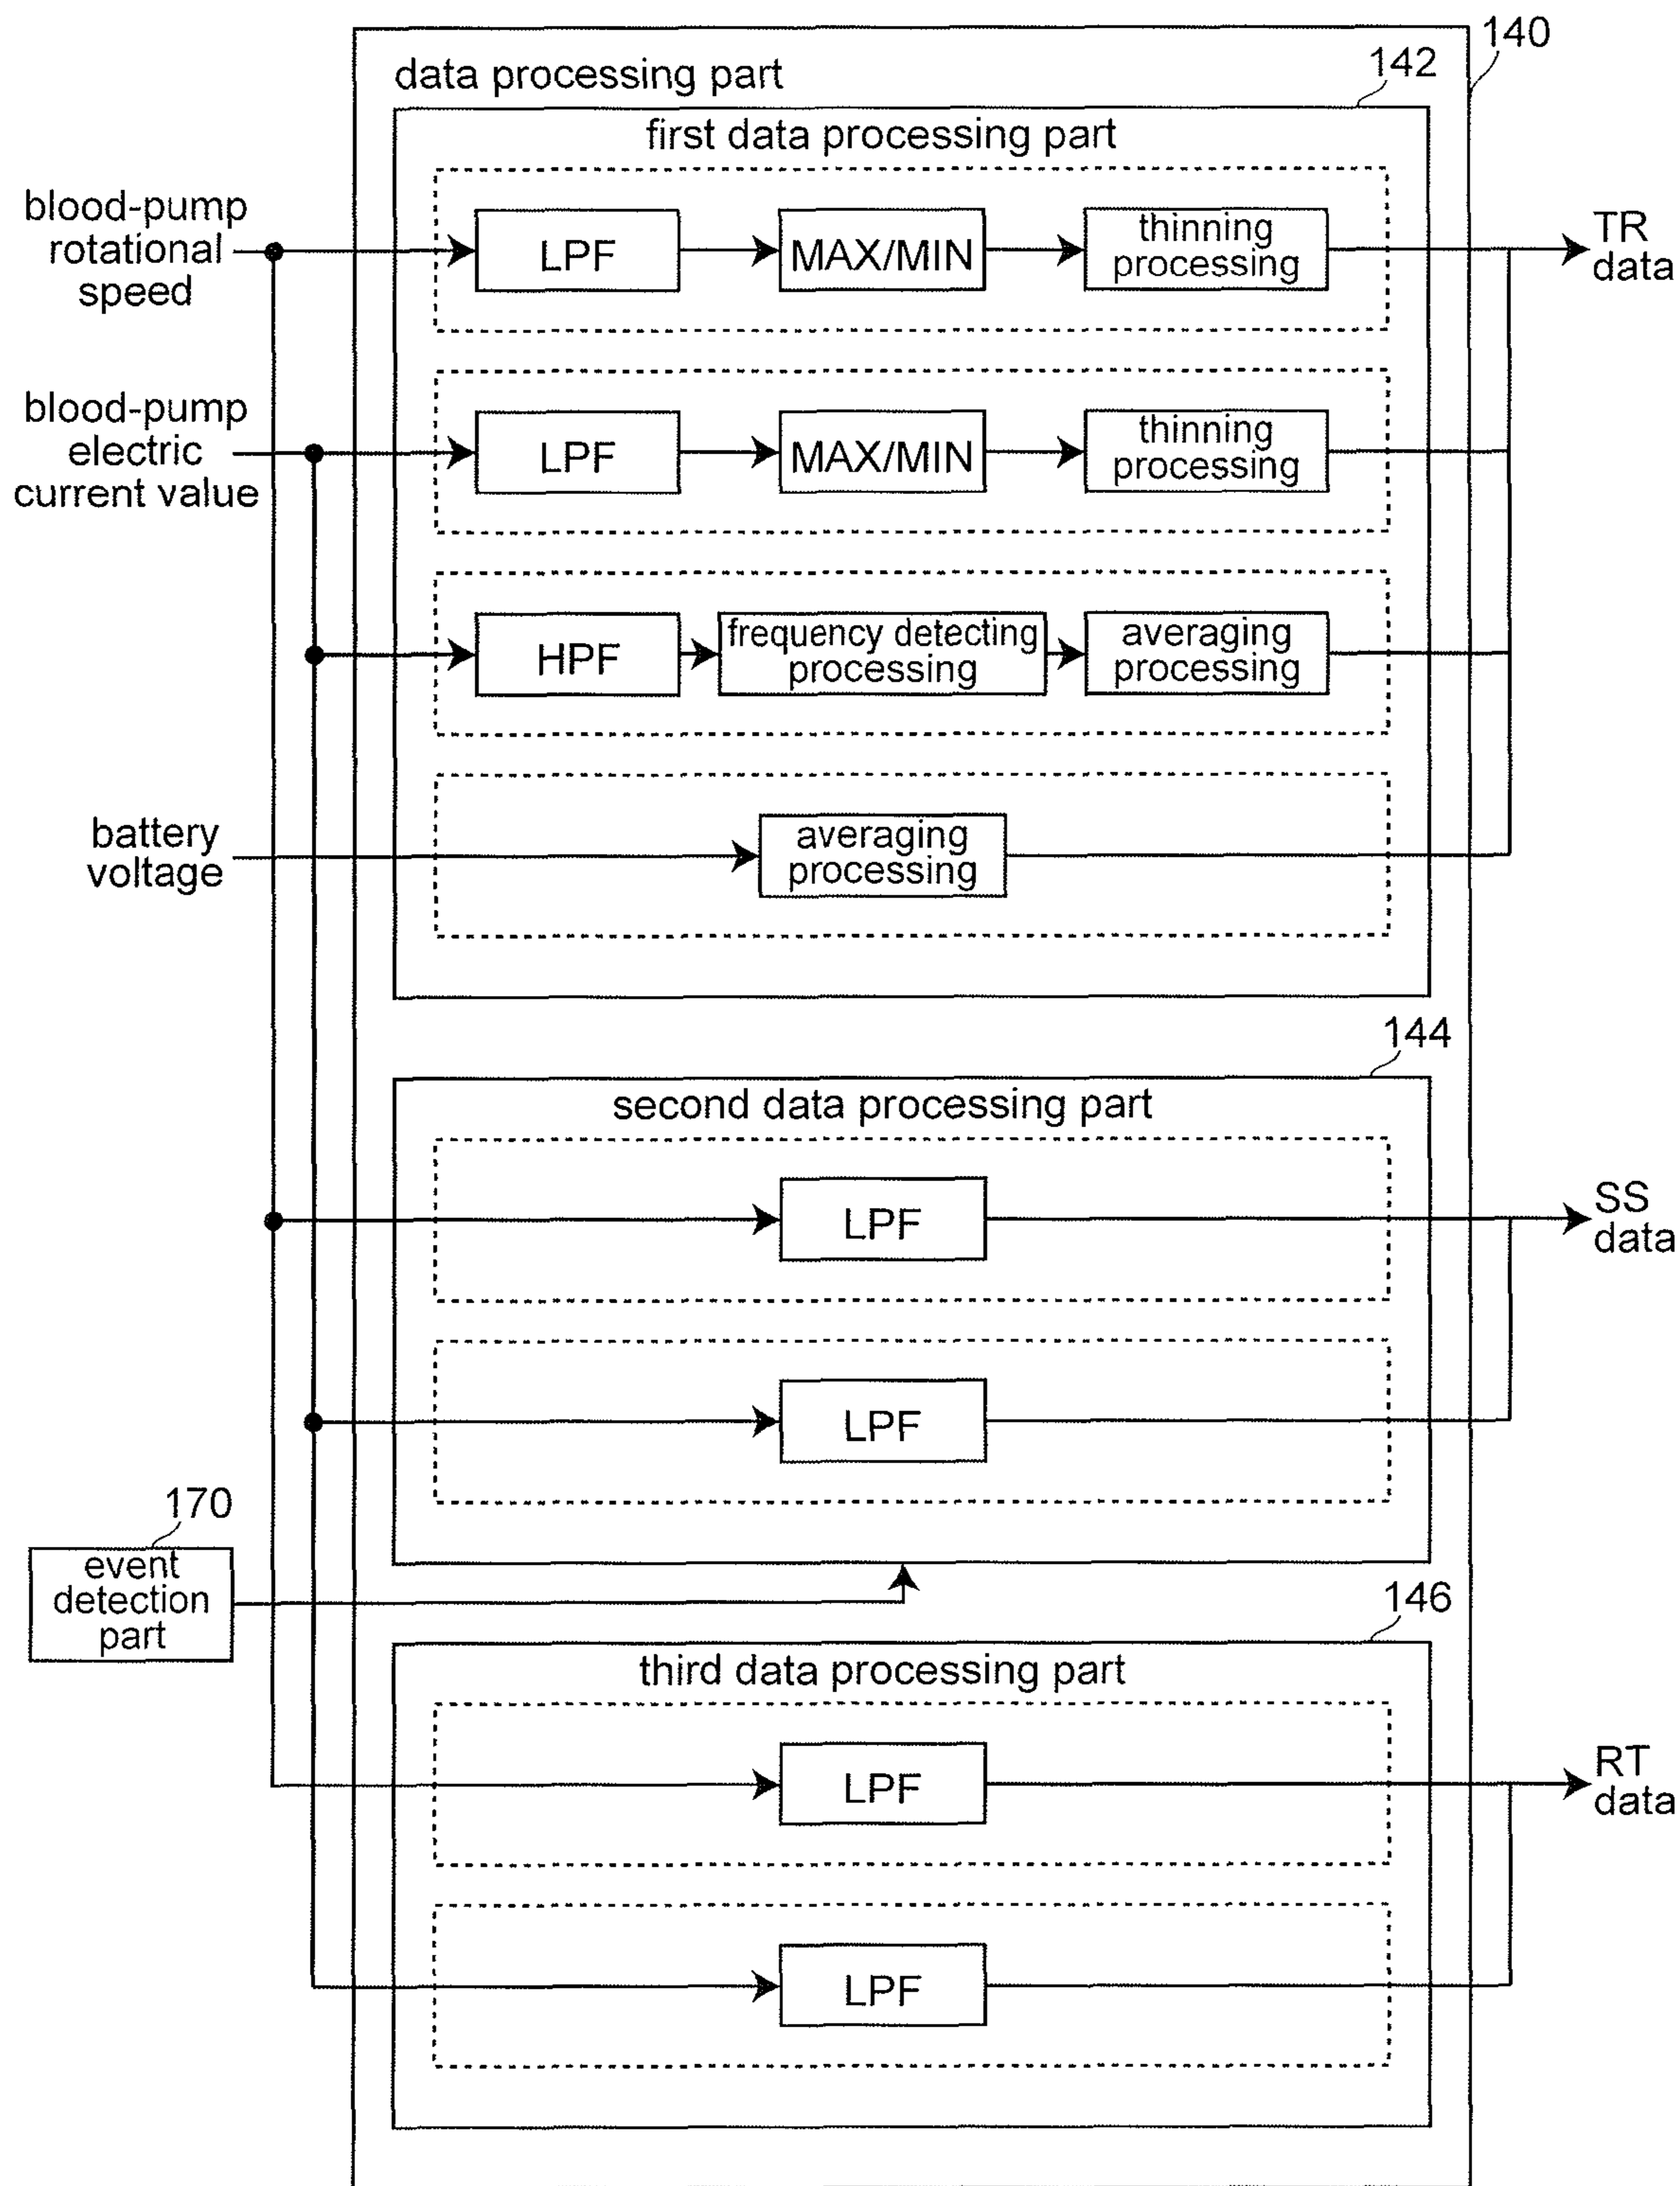 140
data processing part
142
first data processing part
blood-pump
rotational
speed
LPF
MAX/MIN
thinning
processing
TR
data
blood-pump
electric
current value
LPF
MAX/MIN
thinning
processing
HPF
frequency detecting
processing
averaging
processing
battery
voltage
averaging
processing
144
second data processing part
LPF
SS
data
LPF
170
event
detection
part
146
third data processing part
LPF
RT
data
LPF